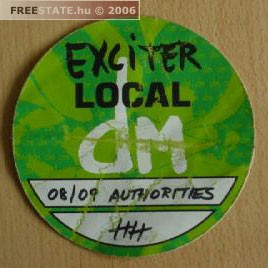 FREESTATE.hu © 2006
EXCITER
LOCAL
dm
08/09 AUTHORITIES